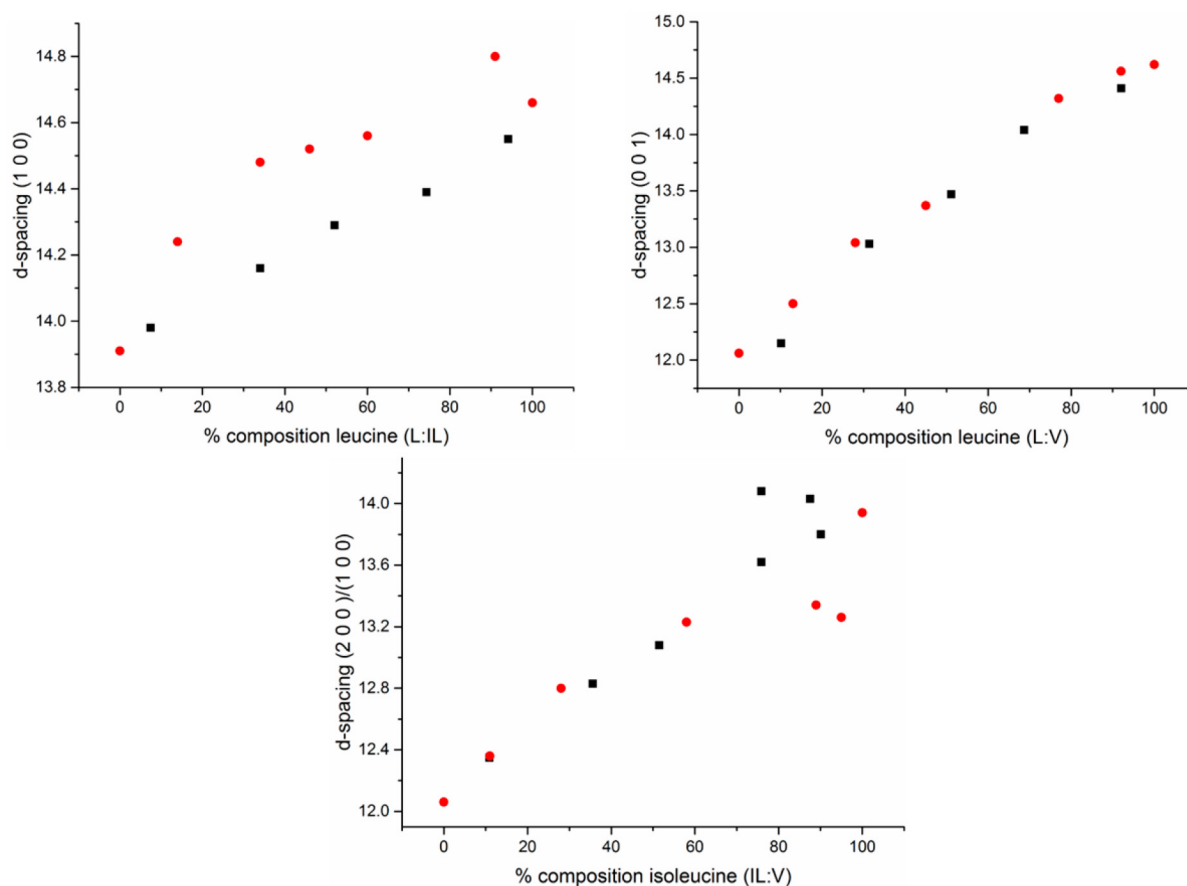 d-spacing (1 0 0)
14.8
14.6
14.4
14.2
14.0
13.8
0 20 40 60 80 100
% composition leucine (L:IL)
d-spacing (0 0 1)
15.0
14.5
14.0
13.5
13.0
12.5
12.0
0 20 40 60 80 100
% composition leucine (L:V)
d-spacing (2 0 0 )/(1 0 0)
14.0
13.6
13.2
12.8
12.4
12.0
0 20 40 60 80 100
% composition isoleucine (IL:V)